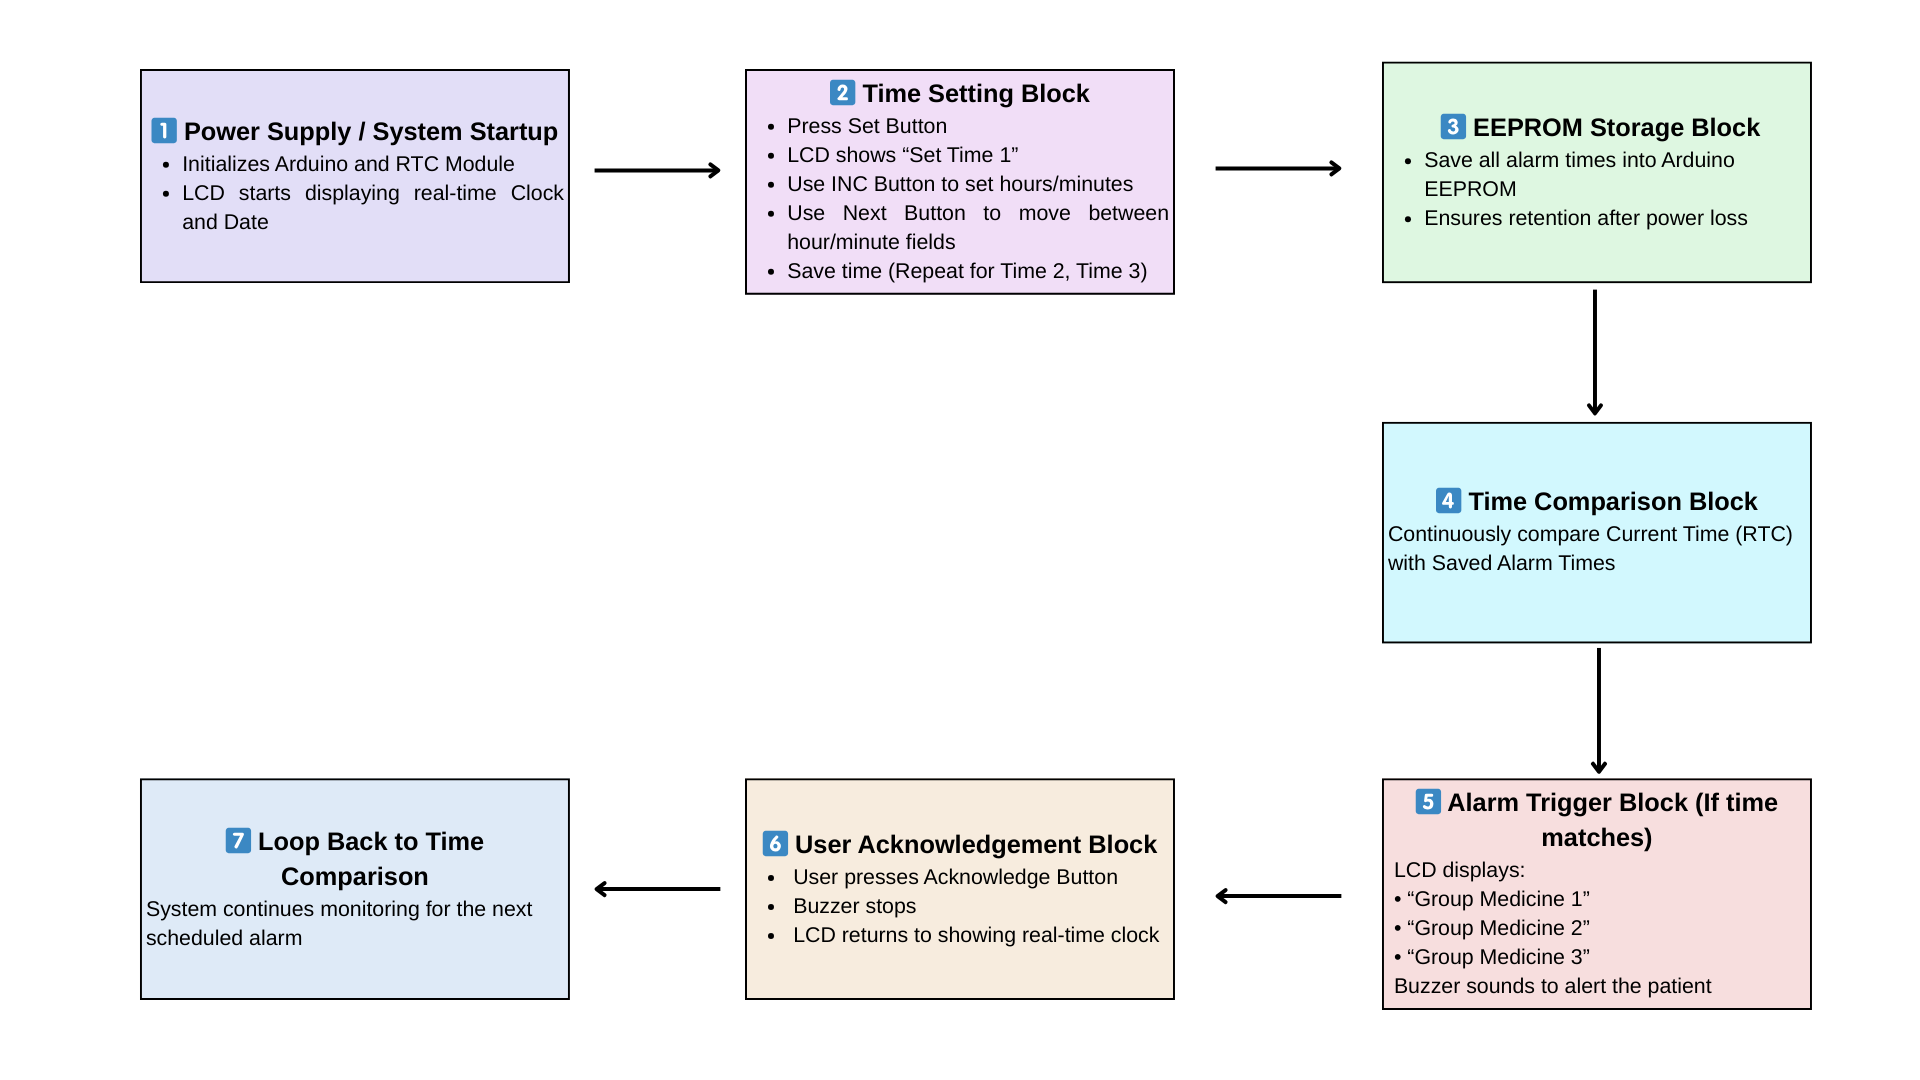 1 Power Supply / System Startup
• Initializes Arduino and RTC Module
• LCD starts displaying real-time Clock
and Date
2 Time Setting Block
• Press Set Button
• LCD shows “Set Time 1”
• Use INC Button to set hours/minutes
• Use Next Button to move between
hour/minute fields
• Save time (Repeat for Time 2, Time 3)
3 EEPROM Storage Block
• Save all alarm times into Arduino
EEPROM
• Ensures retention after power loss
4 Time Comparison Block
Continuously compare Current Time (RTC)
with Saved Alarm Times
5 Alarm Trigger Block (If time
matches)
LCD displays:
• “Group Medicine 1”
• “Group Medicine 2”
• “Group Medicine 3”
Buzzer sounds to alert the patient
6 User Acknowledgement Block
• User presses Acknowledge Button
• Buzzer stops
• LCD returns to showing real-time clock
7 Loop Back to Time
Comparison
System continues monitoring for the next
scheduled alarm